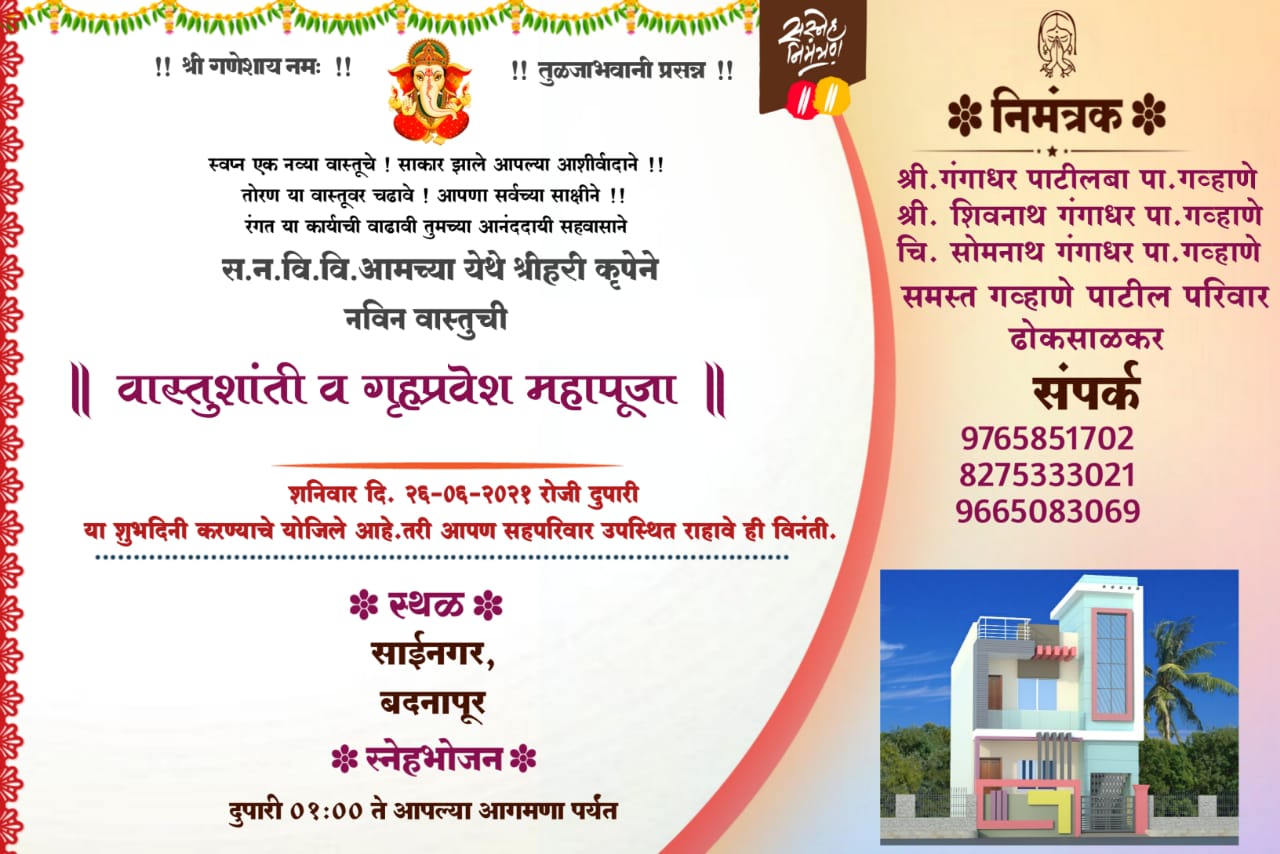 !! श्री गणेशाय नमः !!
!! तुळजाभवानी प्रसन्न !!
सस्नेह
निमंत्रण
स्वप्न एक नव्या वास्तूचे ! साकार झाले आपल्या आशीर्वादाने !!
तोरण या वास्तूवर चढावे ! आपणा सर्वच्या साक्षीने !!
रंगत या कार्याची वाढावी तुमच्या आनंददायी सहवासाने
स.न.वि.वि.आमच्या येथे श्रीहरी कृपेने
नविन वास्तुची
॥ वास्तुशांती व गृहप्रवेश महापूजा ॥
शनिवार दि. २६-०६-२०२१ रोजी दुपारी
या शुभदिनी करण्याचे योजिले आहे.तरी आपण सहपरिवार उपस्थित राहावे ही विनंती.
स्थळ
साईनगर,
बदनापूर
स्नेहभोजन
दुपारी ०१:०० ते आपल्या आगमणा पर्यंत
निमंत्रक
श्री.गंगाधर पाटीलबा पा.गव्हाणे
श्री. शिवनाथ गंगाधर पा.गव्हाणे
चि. सोमनाथ गंगाधर पा.गव्हाणे
समस्त गव्हाणे पाटील परिवार
ढोकसाळकर
संपर्क
9765851702
8275333021
9665083069